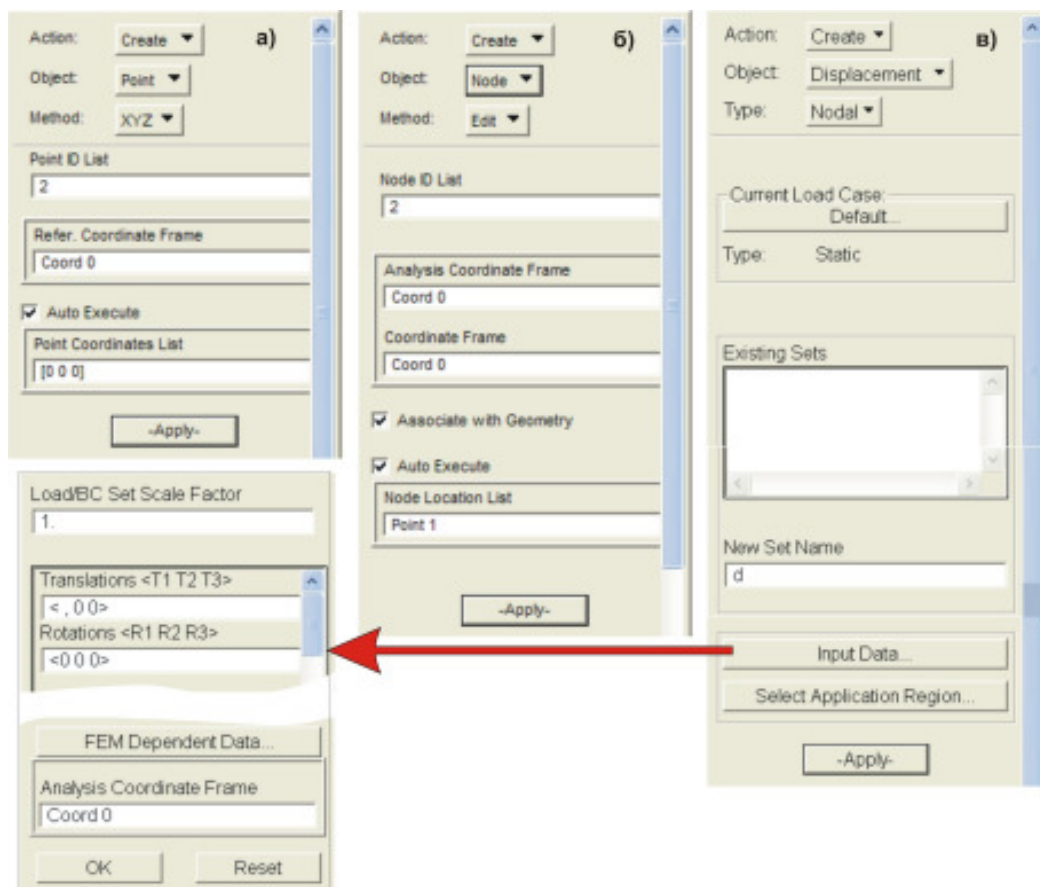 Action: Create а)
Object: Point
Method: XYZ
Point ID List
2
Refer. Coordinate Frame
Coord 0
Auto Execute
Point Coordinates List
[0 0 0]
-Apply-
Action: Create б)
Object: Node
Method: Edit
Node ID List
2
Analysis Coordinate Frame
Coord 0
Coordinate Frame
Coord 0
Associate with Geometry
Auto Execute
Node Location List
Point 1
-Apply-
Action: Create в)
Object: Displacement
Type: Nodal
Current Load Case:
Default...
Type: Static
Existing Sets
New Set Name
d
Input Data...
Select Application Region...
-Apply-
Load/BC Set Scale Factor
1.
Translations <T1 T2 T3>
< , 0 0>
Rotations <R1 R2 R3>
<0 0 0>
FEM Dependent Data...
Analysis Coordinate Frame
Coord 0
OK Reset